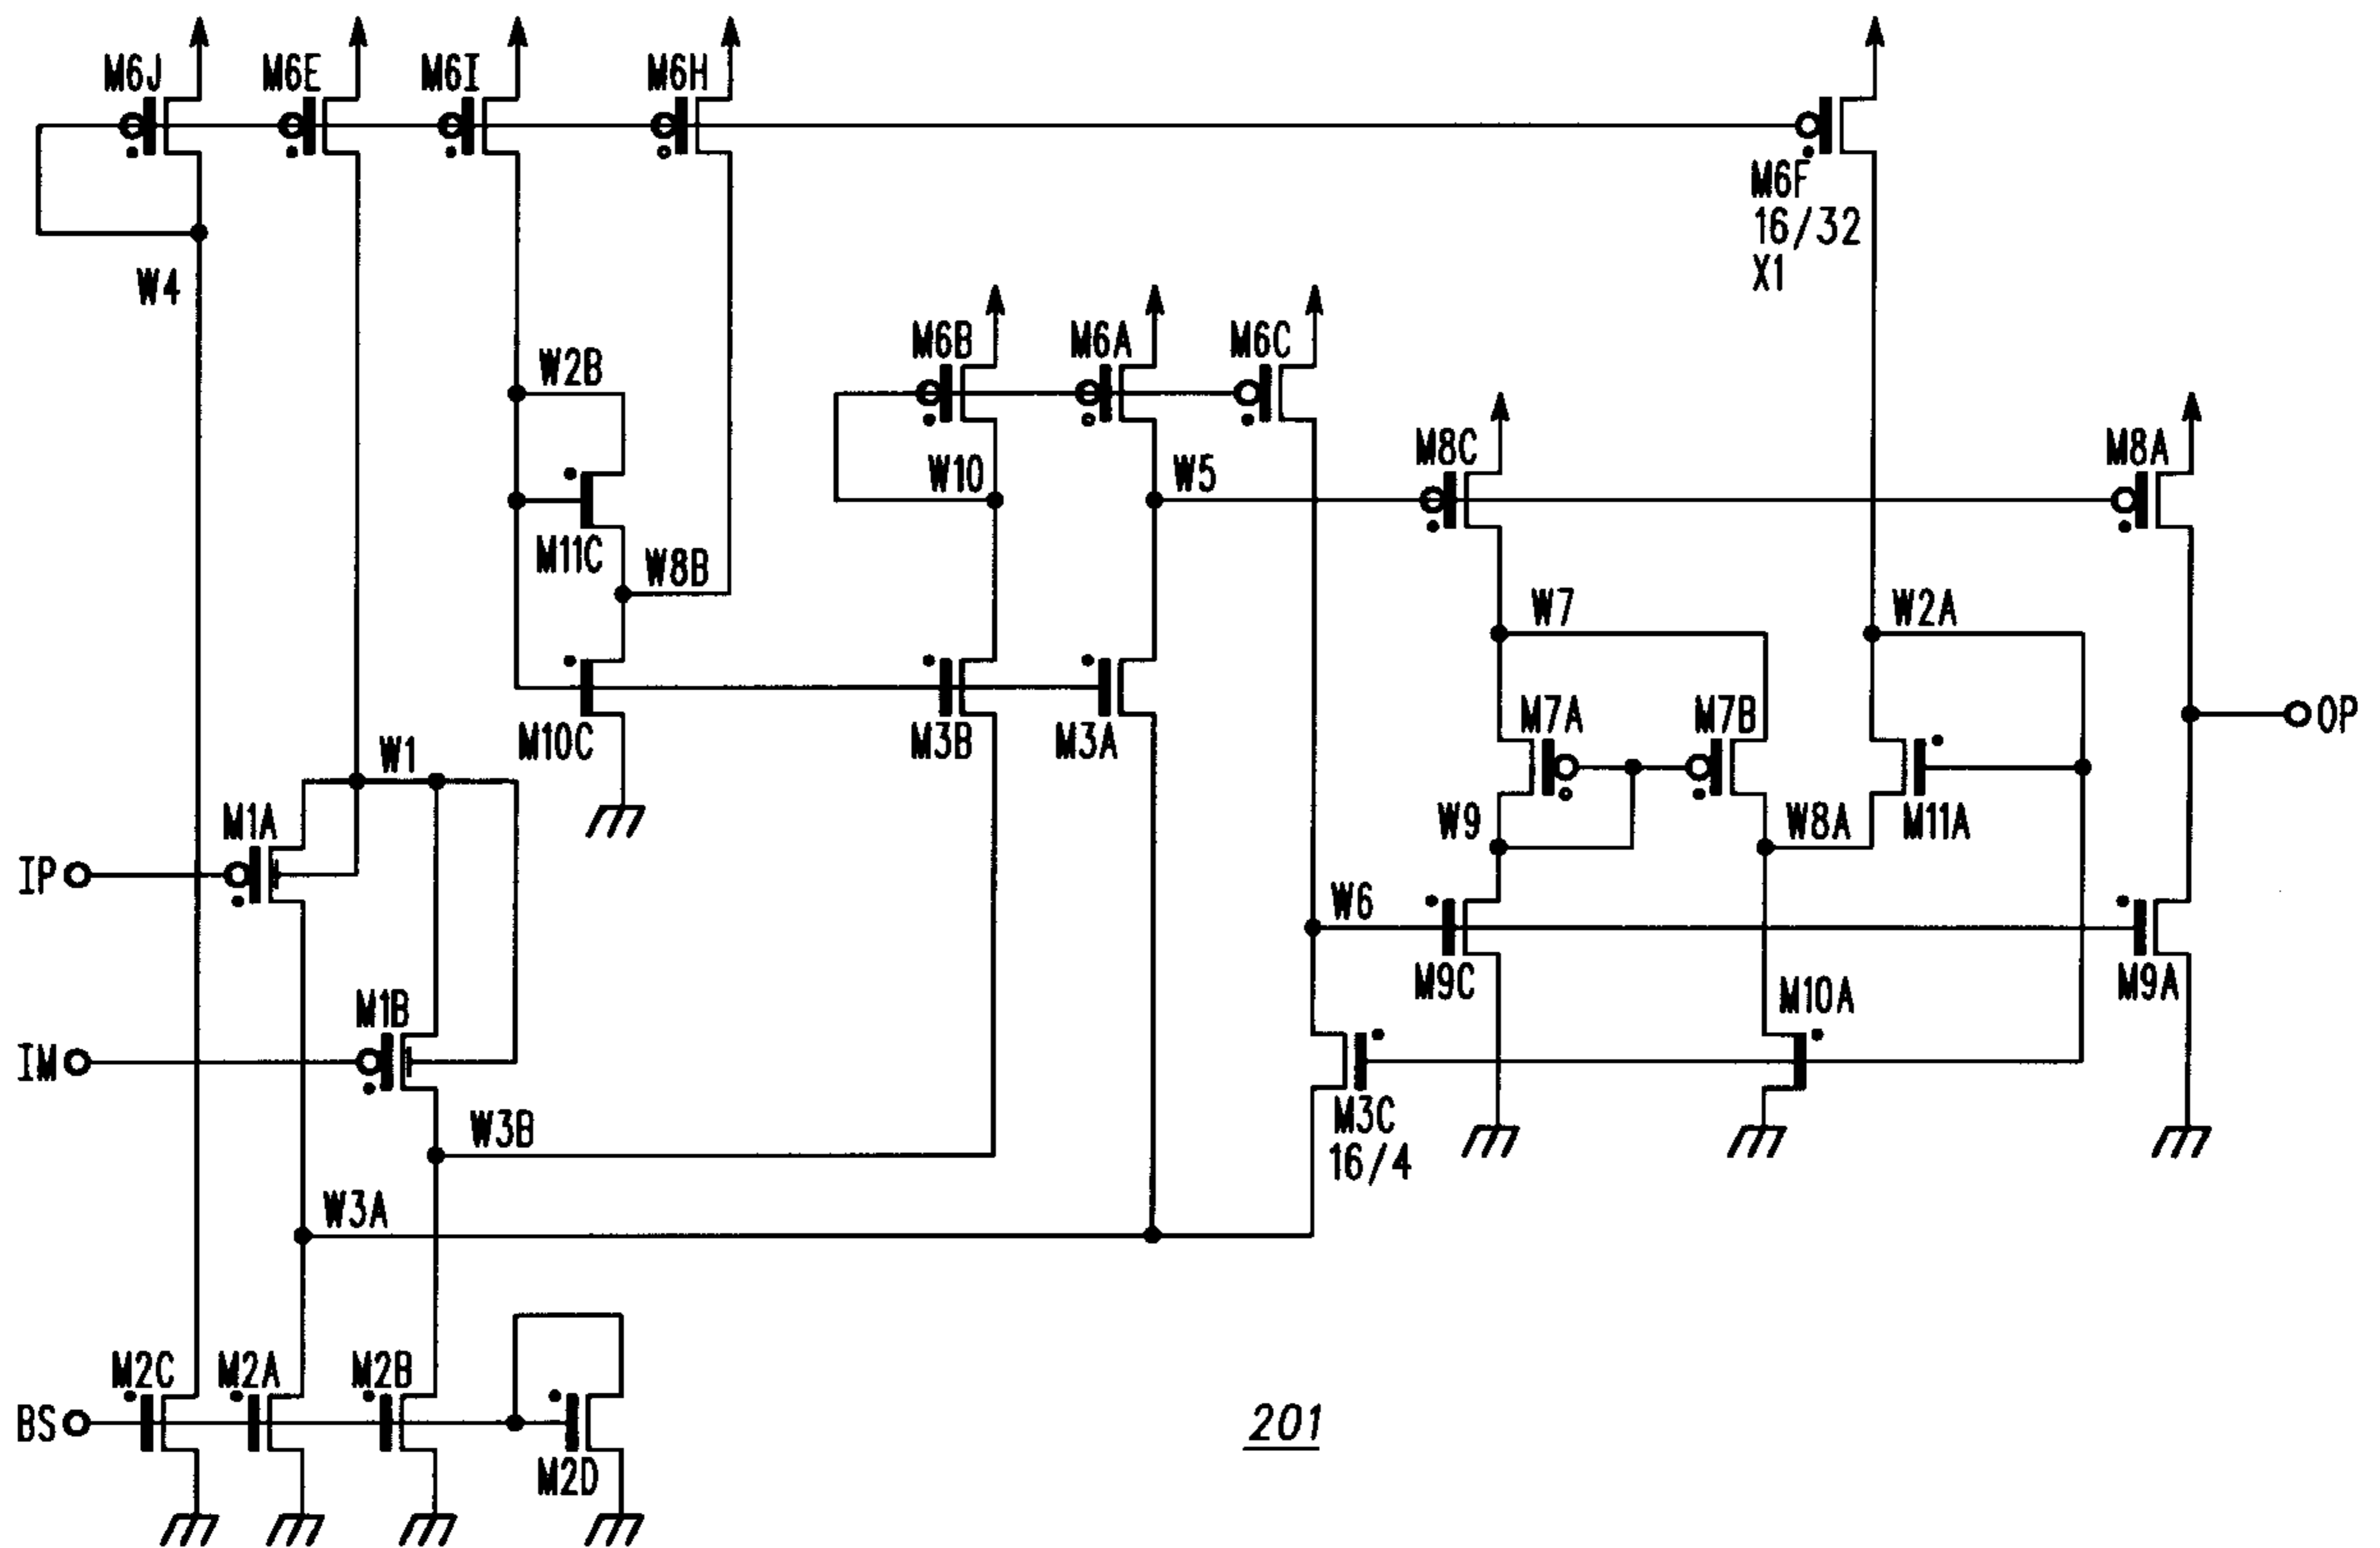 M6J M6E M6I M6H
M6F
16/32
X1
W4
M6B M6A M6C
W2B
M8C M8A
W10 W5
M11C W8B
W7 W2A
M7A M7B
OP
M10C M3B M3A
W1
M1A
W9 W8A M11A
IP
W6
M9C M10A M9A
M1B
IM
M3C
16/4
W3B
W3A
M2C M2A M2B
BS
M2D
201